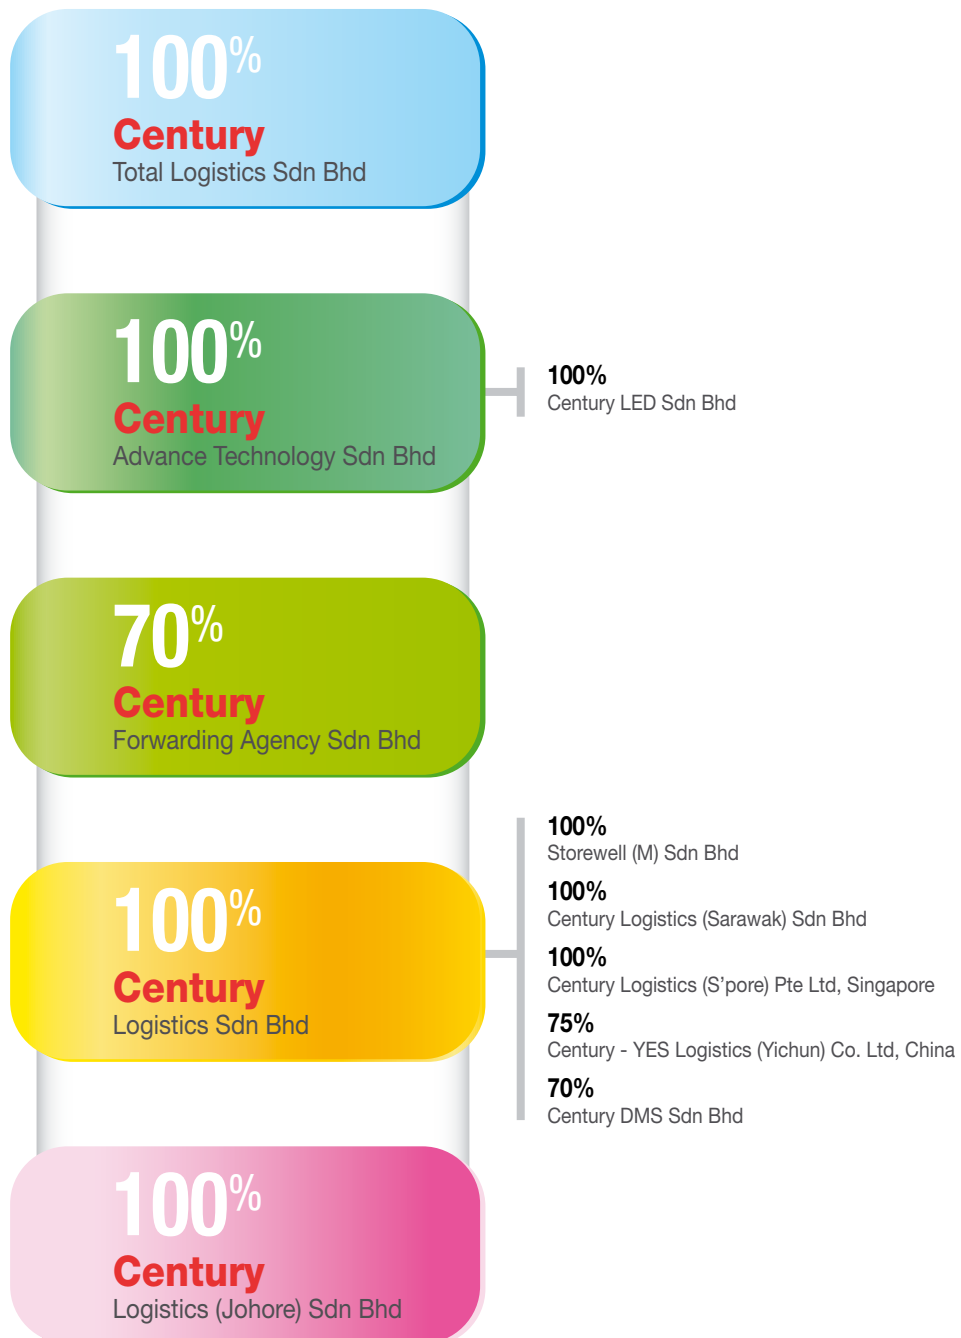 100%
Century
Total Logistics Sdn Bhd
100%
Century
Advance Technology Sdn Bhd
100%
Century LED Sdn Bhd
70%
Century
Forwarding Agency Sdn Bhd
100%
Century
Logistics Sdn Bhd
100%
Storewell (M) Sdn Bhd
100%
Century Logistics (Sarawak) Sdn Bhd
100%
Century Logistics (S’pore) Pte Ltd, Singapore
75%
Century - YES Logistics (Yichun) Co. Ltd, China
70%
Century DMS Sdn Bhd
100%
Century
Logistics (Johore) Sdn Bhd